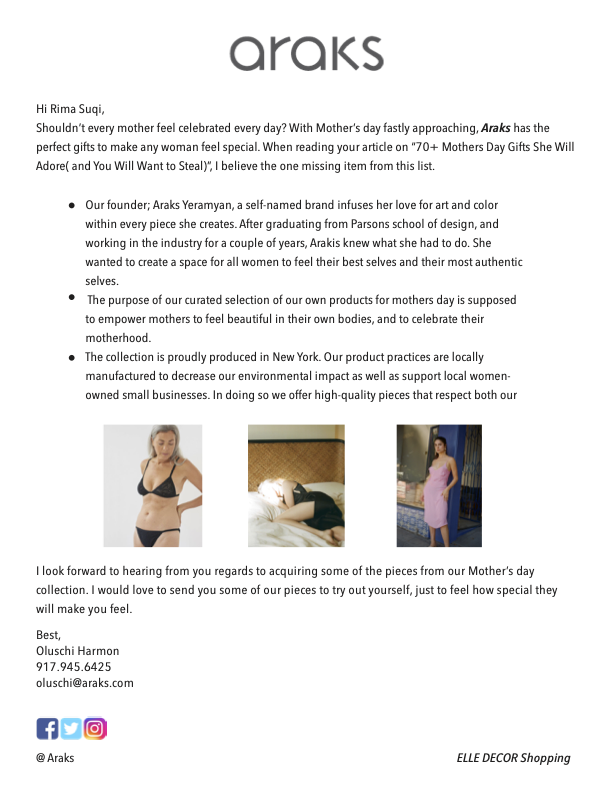 araks
Hi Rima Suqi,
Shouldn't every mother feel celebrated every day? With Mother's day fastly approaching, Araks has the
perfect gifts to make any woman feel special. When reading your article on "70+ Mothers Day Gifts She Will
Adore( and You Will Want to Steal)", I believe the one missing item from this list.
● Our founder; Araks Yeramyan, a self-named brand infuses her love for art and color
within every piece she creates. After graduating from Parsons school of design, and
working in the industry for a couple of years, Arakis knew what she had to do. She
wanted to create a space for all women to feel their best selves and their most authentic
selves.
● The purpose of our curated selection of our own products for mothers day is supposed
to empower mothers to feel beautiful in their own bodies, and to celebrate their
motherhood.
● The collection is proudly produced in New York. Our product practices are locally
manufactured to decrease our environmental impact as well as support local women-
owned small businesses. In doing so we offer high-quality pieces that respect both our
I look forward to hearing from you regards to acquiring some of the pieces from our Mother's day
collection. I would love to send you some of our pieces to try out yourself, just to feel how special they
will make you feel.
Best,
Oluschi Harmon
917.945.6425
oluschi@araks.com
@ Araks
ELLE DECOR Shopping